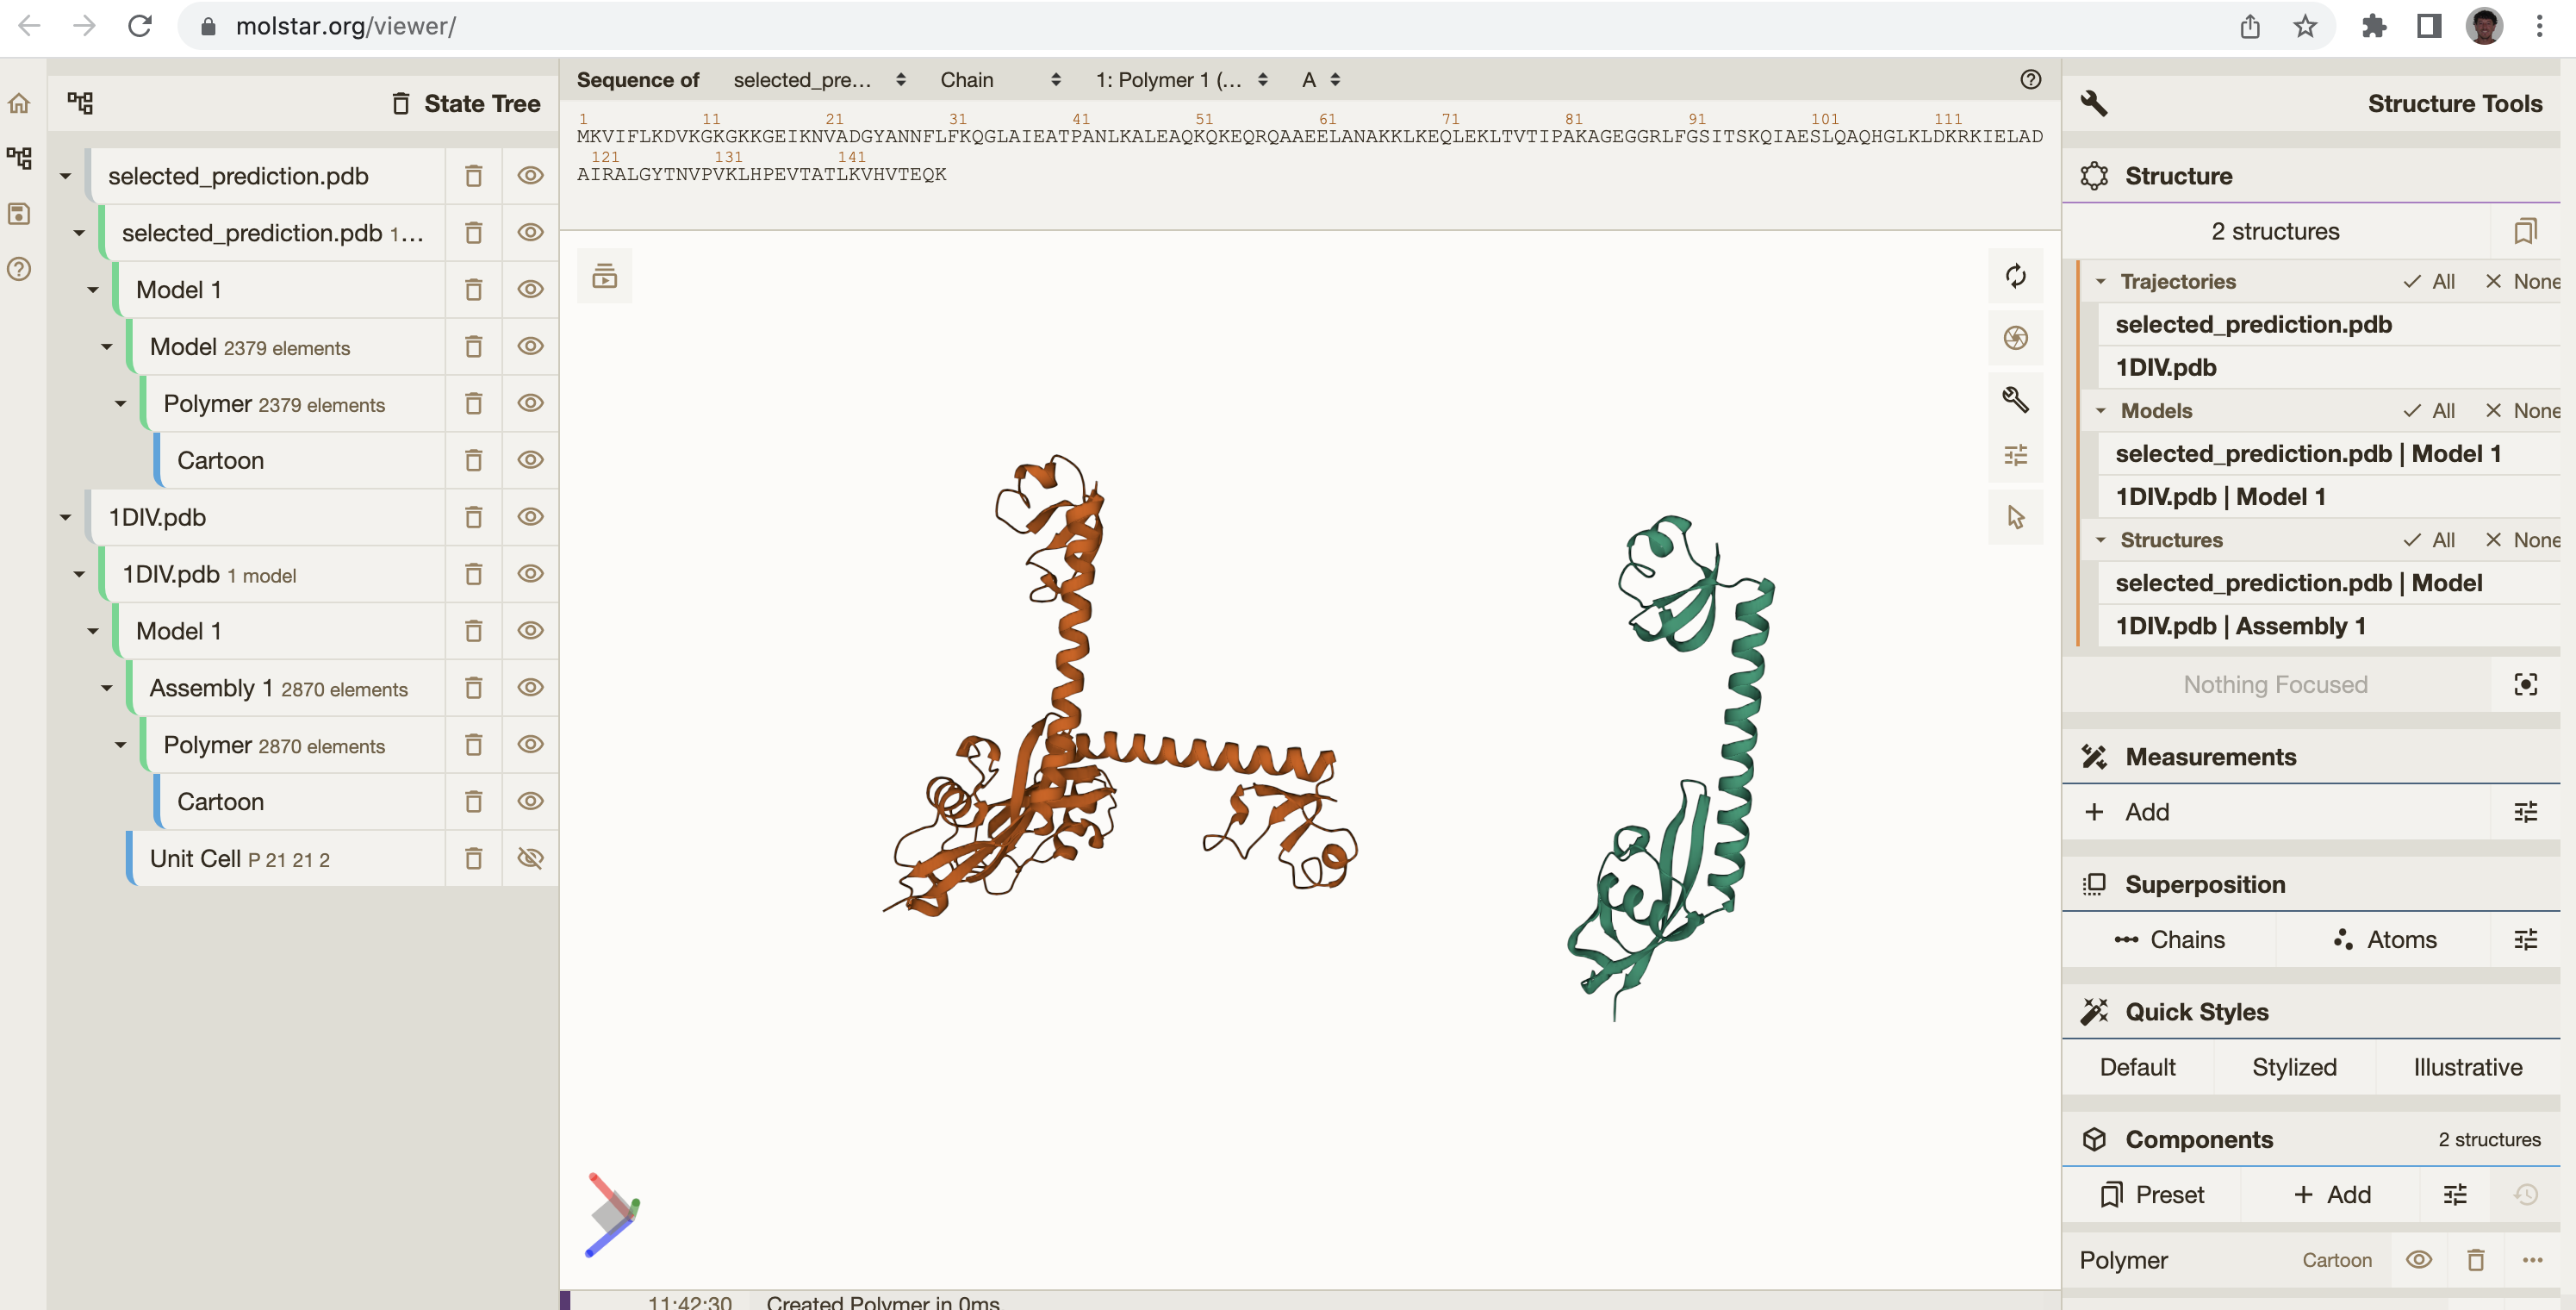 molstar.org/viewer/
State Tree
selected_prediction.pdb
selected_prediction.pdb 1...
Model 1
Model 2379 elements
Polymer 2379 elements
Cartoon
1DIV.pdb
1DIV.pdb 1 model
Model 1
Assembly 1 2870 elements
Polymer 2870 elements
Cartoon
Unit Cell P 21 21 2
Sequence of selected_pre... Chain 1: Polymer 1 (... A
1 11 21 31 41 51 61 71 81 91 101 111
MKVIFLKDVKGKGKKGEIKNVADGYANNFLFKQGLAIEATPANLKALEAQKQKEQRQAAEELANAKKLKEQLEKLTVTIPAKAGEGGRLFGSITSKQIAESLQAQHGLKLDKRKIELAD
121 131 141
AIRALGYTNVPVKLHPEVTATLKVHVTEQK
11:42:30 Created Polymer in 0ms
Structure Tools
Structure
2 structures
Trajectories All None
selected_prediction.pdb
1DIV.pdb
Models All None
selected_prediction.pdb | Model 1
1DIV.pdb | Model 1
Structures All None
selected_prediction.pdb | Model
1DIV.pdb | Assembly 1
Nothing Focused
Measurements
+ Add
Superposition
Chains Atoms
Quick Styles
Default Stylized Illustrative
Components 2 structures
Preset + Add
Polymer Cartoon